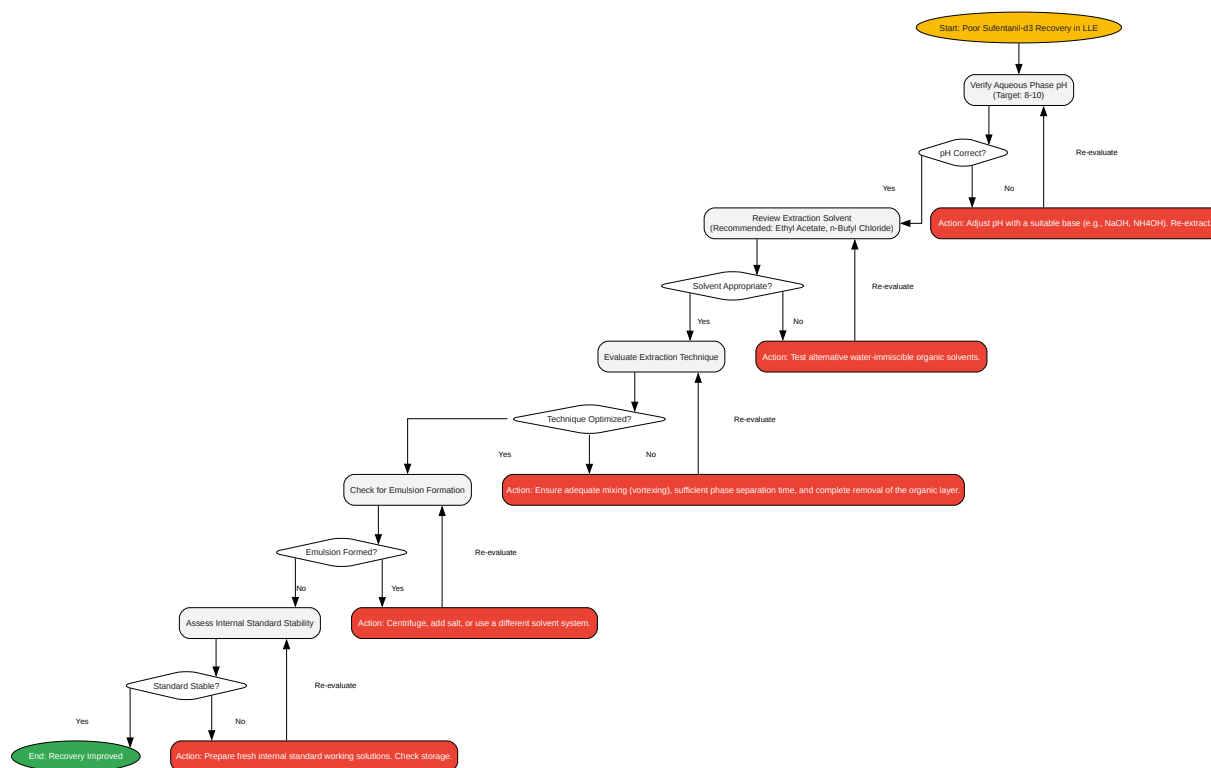 Start: Poor Sufentanil-d3 Recovery in LLE
Verify Aqueous Phase pH
(Target: 8-10)
pH Correct?
Re-evaluate
Yes
No
Review Extraction Solvent
(Recommended: Ethyl Acetate, n-Butyl Chloride)
Action: Adjust pH with a suitable base (e.g., NaOH, NH4OH). Re-extract
Solvent Appropriate?
Re-evaluate
Yes
No
Evaluate Extraction Technique
Action: Test alternative water-immiscible organic solvents.
Technique Optimized?
Re-evaluate
Yes
No
Check for Emulsion Formation
Action: Ensure adequate mixing (vortexing), sufficient phase separation time, and complete removal of the organic layer.
Emulsion Formed?
Re-evaluate
No
Yes
Assess Internal Standard Stability
Action: Centrifuge, add salt, or use a different solvent system.
Standard Stable?
Re-evaluate
Yes
No
End: Recovery Improved
Action: Prepare fresh internal standard working solutions. Check storage.